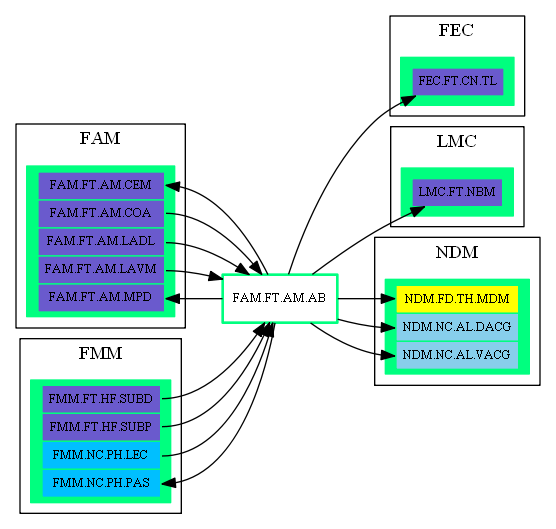 FAM
FAM.FT.AM.CEM
FAM.FT.AM.COA
FAM.FT.AM.LADL
FAM.FT.AM.LAVM
FAM.FT.AM.MPD
FMM
FMM.FT.HF.SUBD
FMM.FT.HF.SUBP
FMM.NC.PH.LEC
FMM.NC.PH.PAS
FAM.FT.AM.AB
FEC
FEC.FT.CN.TL
LMC
LMC.FT.NBM
NDM
NDM.FD.TH.MDM
NDM.NC.AL.DACG
NDM.NC.AL.VACG